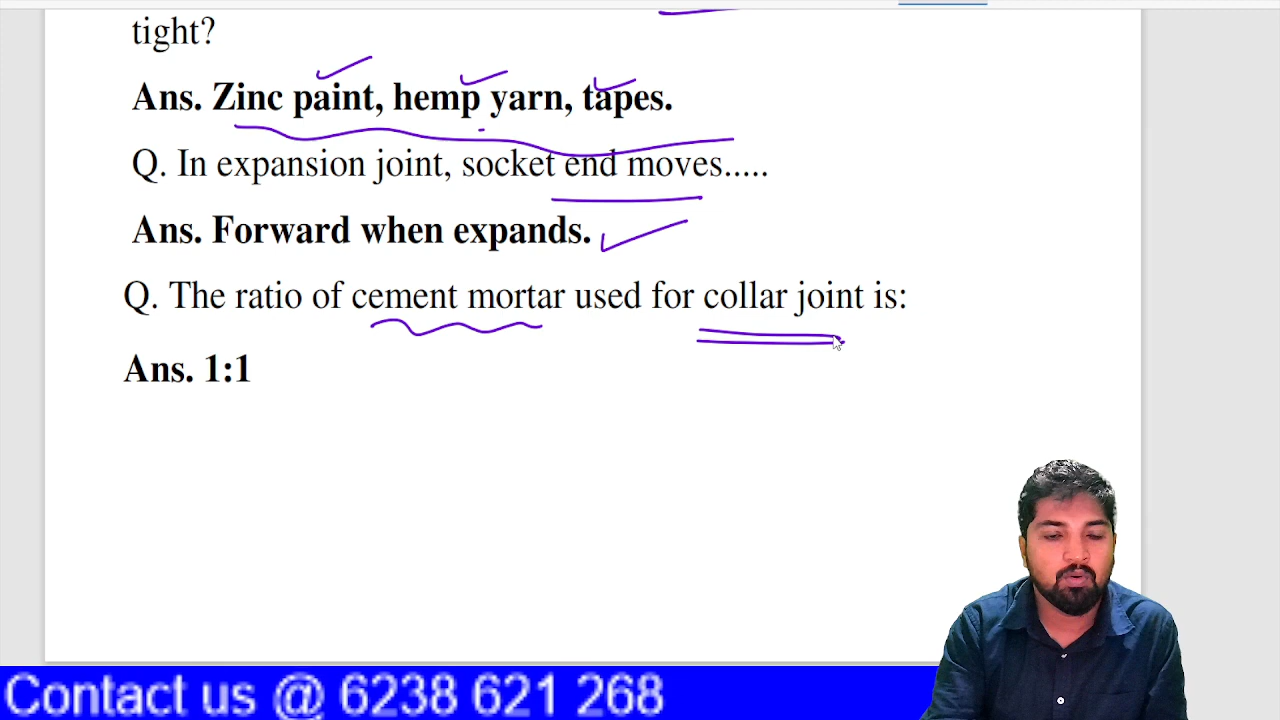 tight?
Ans. Zinc paint, hemp yarn, tapes.
Q. In expansion joint, socket end moves.....
Ans. Forward when expands.
Q. The ratio of cement mortar used for collar joint is:
Ans. 1:1
Contact us @ 6238 621 268